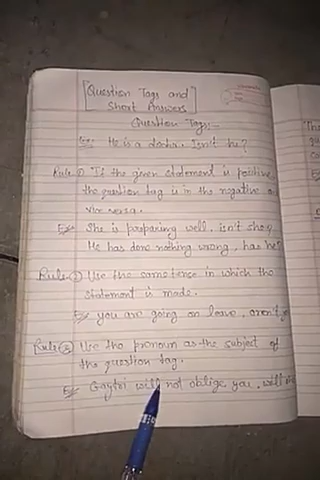 Question Tags and
Short Answers
Question Tags:-
Ex: He is a doctor. Isn't he?
Rule ① If the given statement is positive
the question tag is in the negative or
vice versa.
Ex:- She is preparing well, isn't she?
He has done nothing wrong, has he?
Rule ① Use the same tense in which the
statement is made.
Ex:- you are going on leave, aren't
Rule ② Use the pronoun as the subject of
the question tag.
Ex:- Gaytri will not oblige you, will